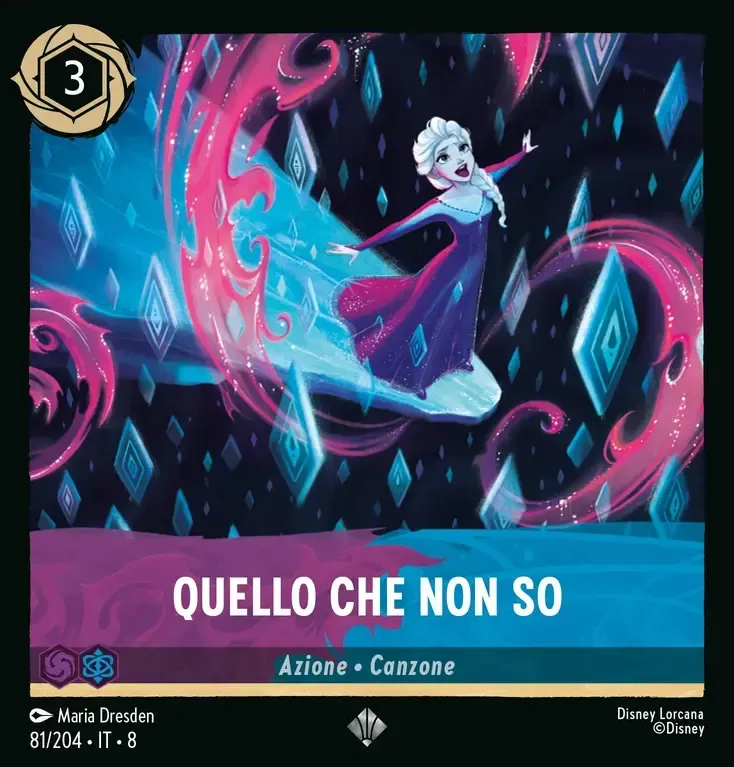 3
QUELLO CHE NON SO
Azione • Canzone
Maria Dresden
81/204 • IT • 8
Disney Lorcana
©Disney